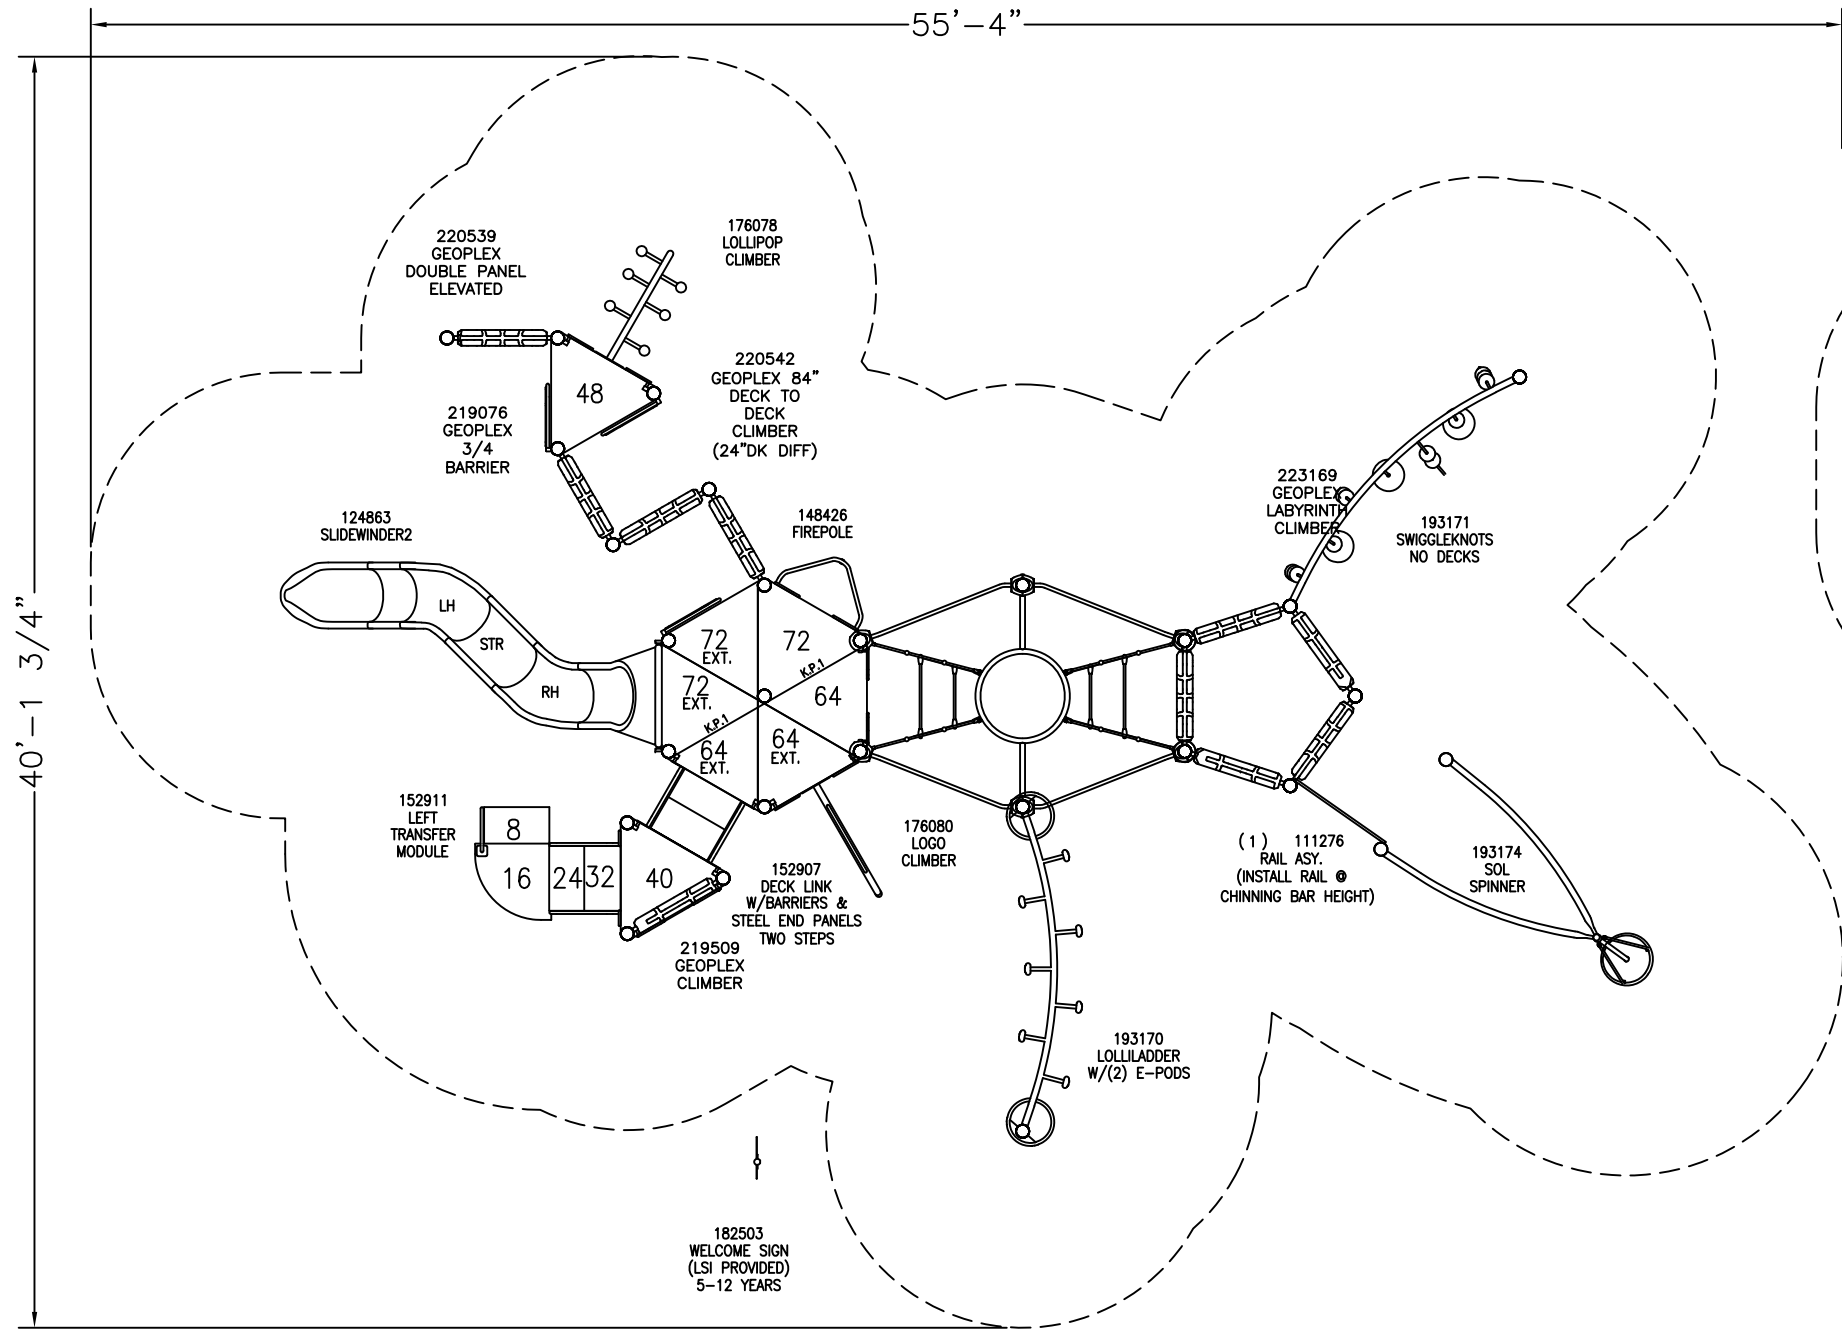 55'-4"
40'-1 3/4"
176078
LOLLIPOP
CLIMBER
220539
GEOPLEX
DOUBLE PANEL
ELEVATED
220542
GEOPLEX 84"
DECK TO
DECK
CLIMBER
(24"DK DIFF)
48
219076
GEOPLEX
3/4
BARRIER
124863
SLIDEWINDER2
148426
FIREPOLE
223169
GEOPLEX
LABYRINTH
CLIMBER
193171
SWIGGLEKNOTS
NO DECKS
LH
STR
RH
72
EXT.
72
K.P.1
72
EXT.
64
K.P.1
64
EXT.
64
EXT.
152911
LEFT
TRANSFER
MODULE
8
16
24
32
40
152907
DECK LINK
W/BARRIERS &
STEEL END PANELS
TWO STEPS
176080
LOGO
CLIMBER
(1) 111276
RAIL ASY.
(INSTALL RAIL @
CHINNING BAR HEIGHT)
193174
SOL
SPINNER
219509
GEOPLEX
CLIMBER
193170
LOLLILADDER
W/(2) E-PODS
182503
WELCOME SIGN
(LSI PROVIDED)
5-12 YEARS